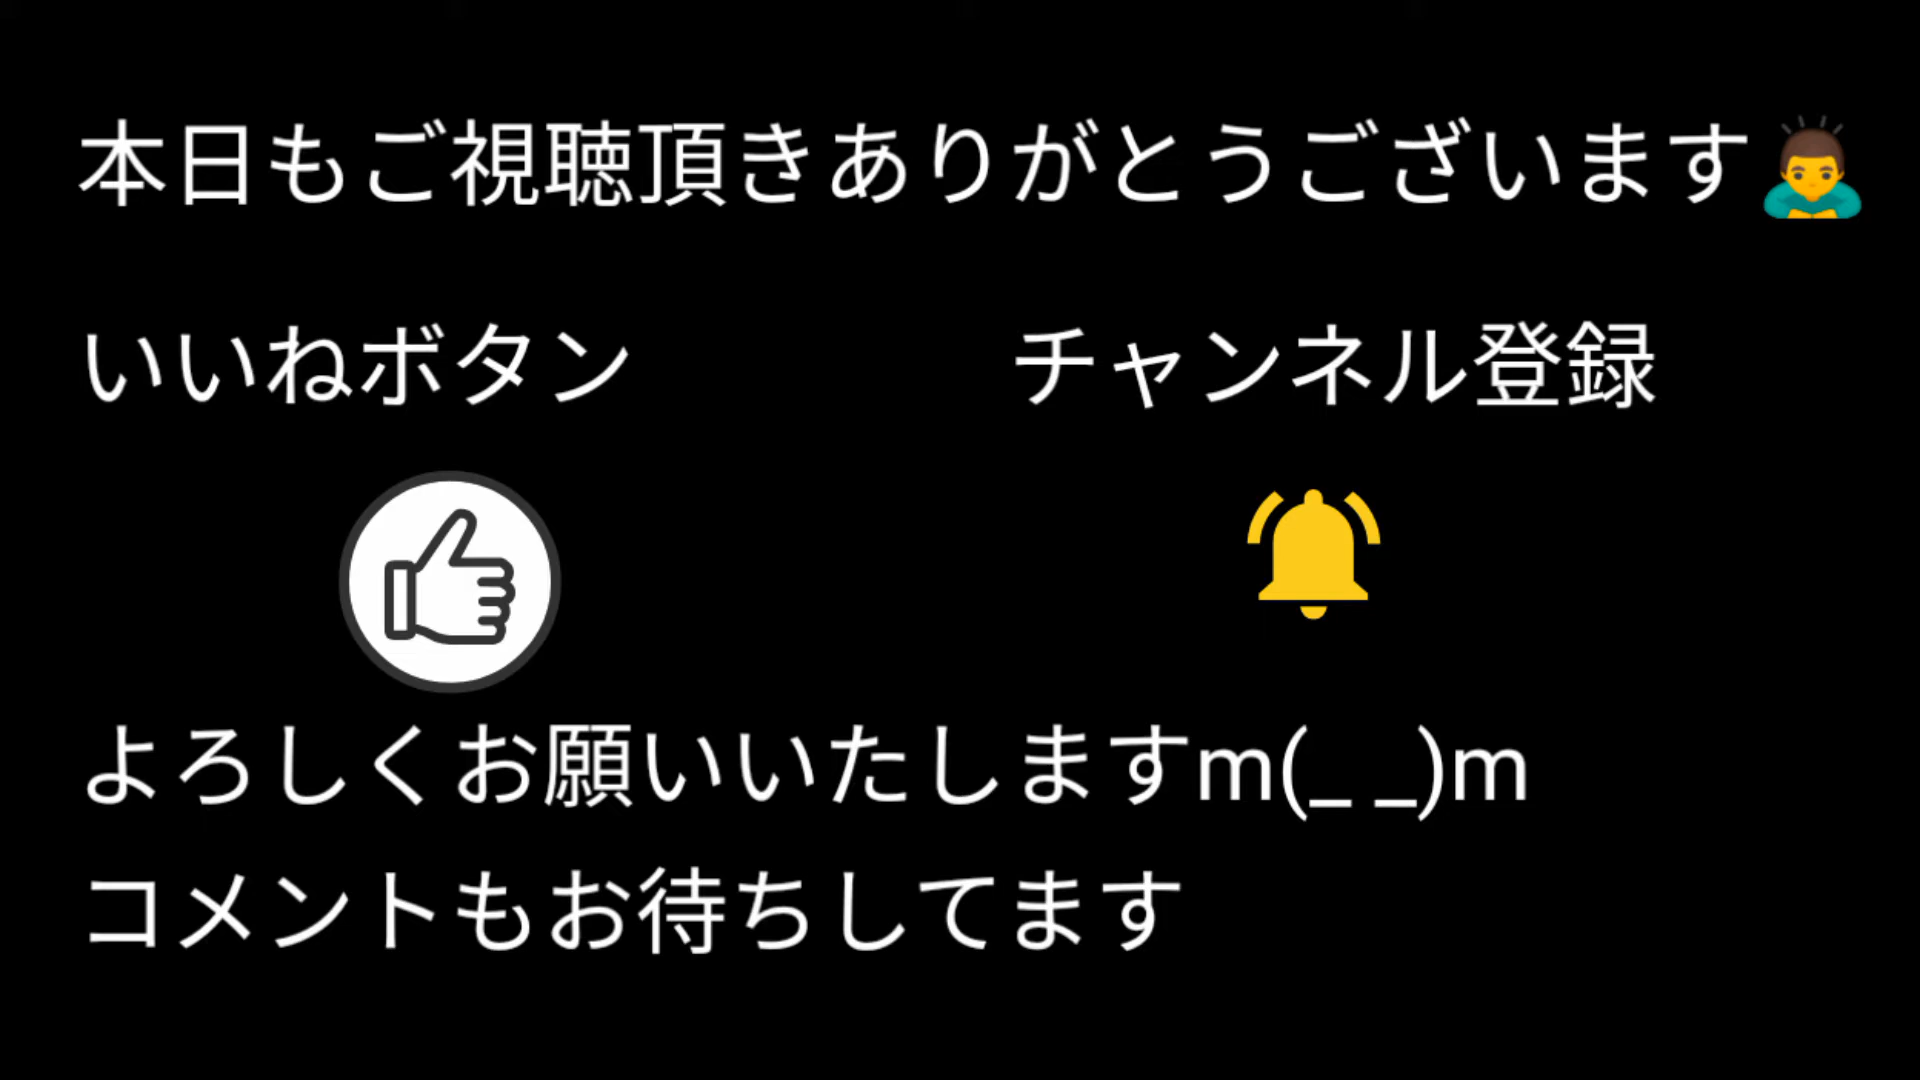 本日もご視聴頂きありがとうございます🙇‍♂️
いいねボタン チャンネル登録
よろしくお願いいたしますm(_ _)m
コメントもお待ちしてます